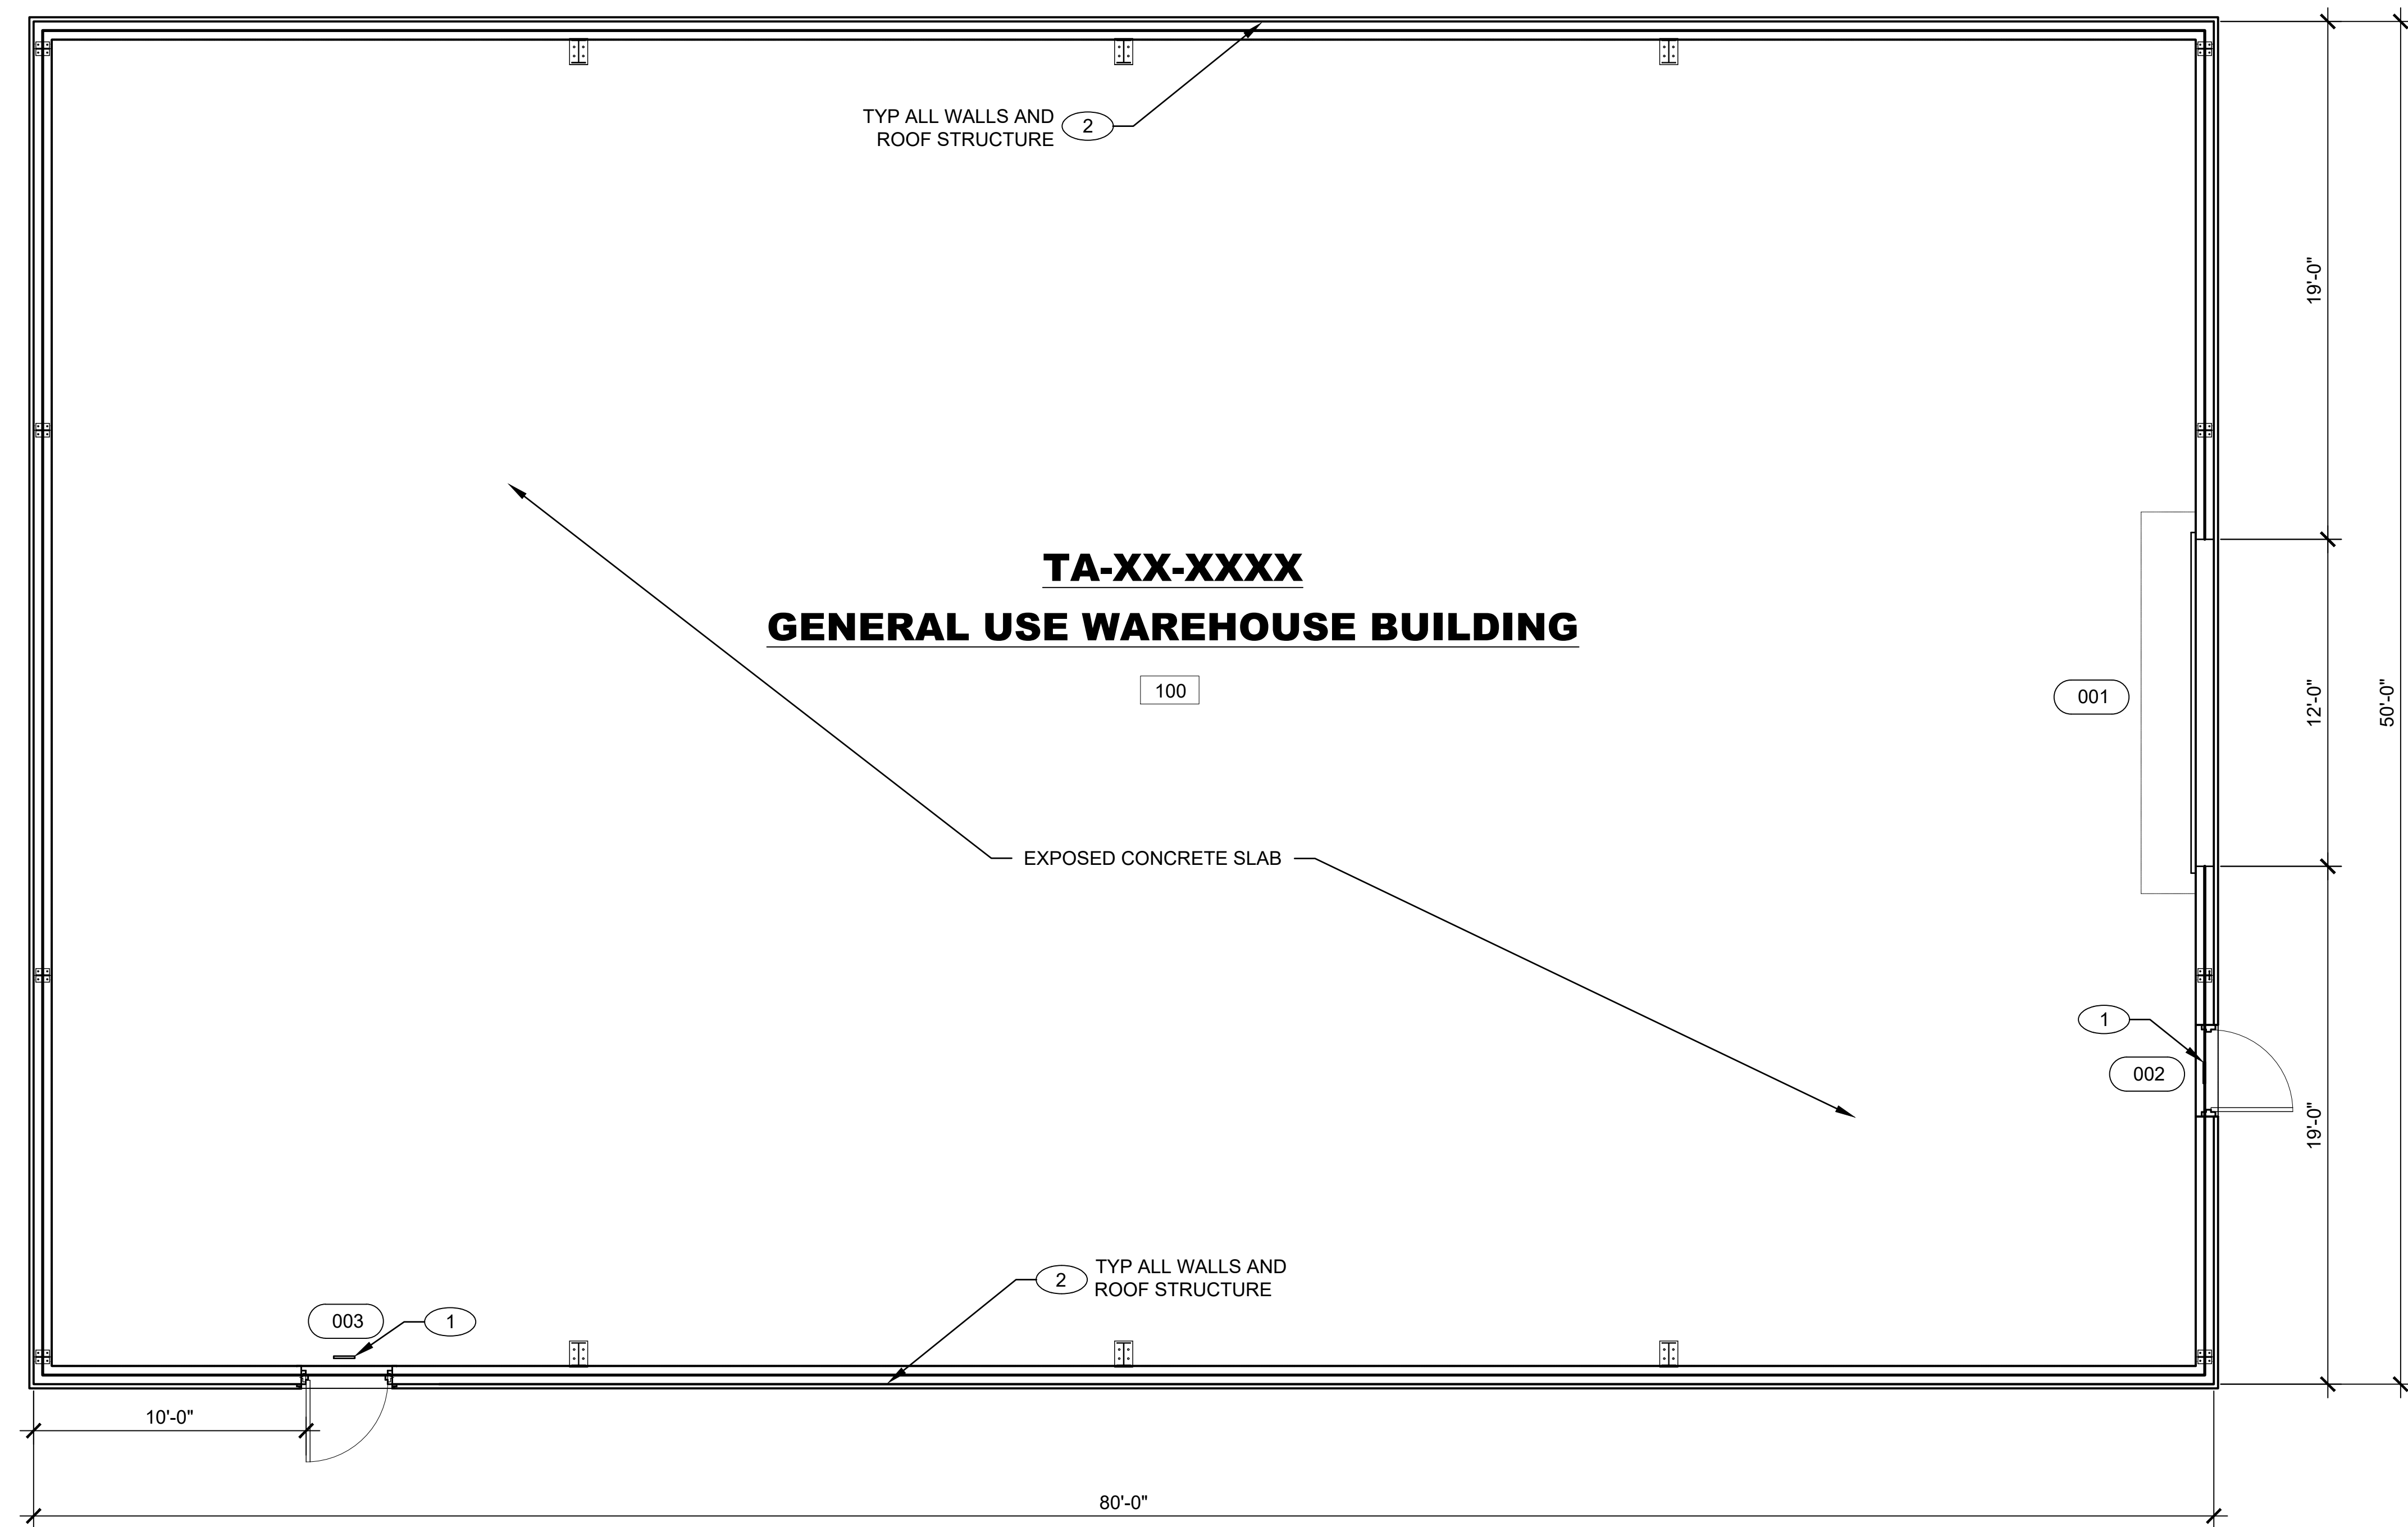 TYP ALL WALLS AND
ROOF STRUCTURE
2
19'-0"
TA-XX-XXXX
GENERAL USE WAREHOUSE BUILDING
100
001
12'-0"
50'-0"
EXPOSED CONCRETE SLAB
1
002
19'-0"
2
TYP ALL WALLS AND
ROOF STRUCTURE
003
1
10'-0"
80'-0"